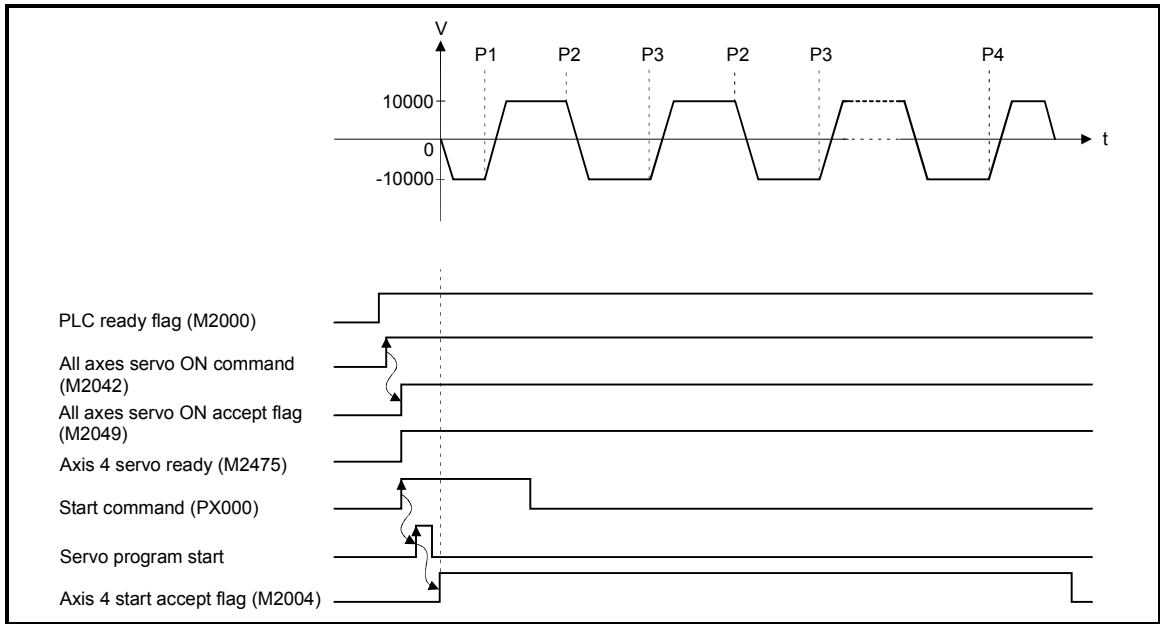 V
P1 P2 P3 P2 P3 P4
10000
t
0
-10000
PLC ready flag (M2000)
All axes servo ON command
(M2042)
All axes servo ON accept flag
(M2049)
Axis 4 servo ready (M2475)
Start command (PX000)
Servo program start
Axis 4 start accept flag (M2004)